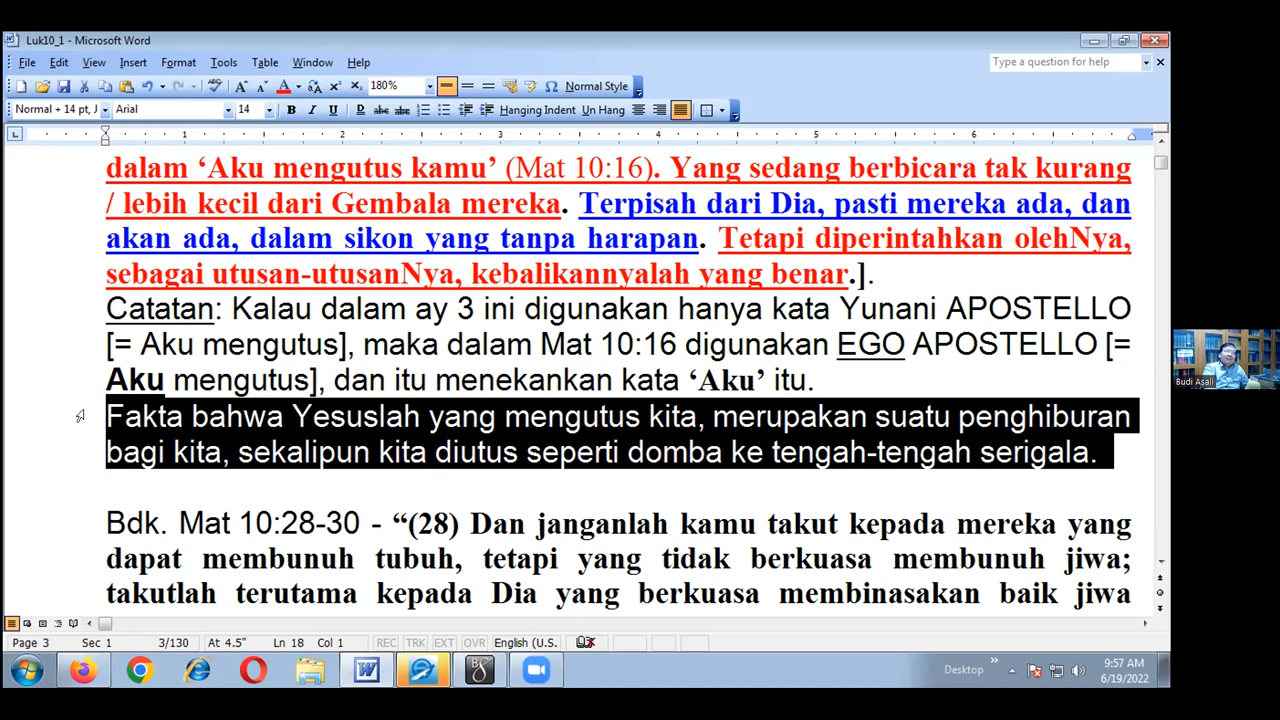 Luk10_1 - Microsoft Word
File Edit View Insert Format Tools Table Window Help
Type a question for help
180% Normal Style
Normal + 14 pt, J Arial 14 B I U abc abc Hanging Indent Un Hang
1 2 3 4 5 6
dalam ‘Aku mengutus kamu’ (Mat 10:16). Yang sedang berbicara tak kurang
/ lebih kecil dari Gembala mereka. Terpisah dari Dia, pasti mereka ada, dan
akan ada, dalam sikon yang tanpa harapan. Tetapi diperintahkan olehNya,
sebagai utusan-utusanNya, kebalikannyalah yang benar.].
Catatan: Kalau dalam ay 3 ini digunakan hanya kata Yunani APOSTELLO
[= Aku mengutus], maka dalam Mat 10:16 digunakan EGO APOSTELLO [=
Aku mengutus], dan itu menekankan kata ‘Aku’ itu.
Fakta bahwa Yesuslah yang mengutus kita, merupakan suatu penghiburan
bagi kita, sekalipun kita diutus seperti domba ke tengah-tengah serigala.
Bdk. Mat 10:28-30 - “(28) Dan janganlah kamu takut kepada mereka yang
dapat membunuh tubuh, tetapi yang tidak berkuasa membunuh jiwa;
takutlah terutama kepada Dia yang berkuasa membinasakan baik jiwa
Page 3 Sec 1 3/130 At 4.5" Ln 18 Col 1 REC TRK EXT OVR English (U.S.
Desktop 9:57 AM
6/19/2022
Budi Asali